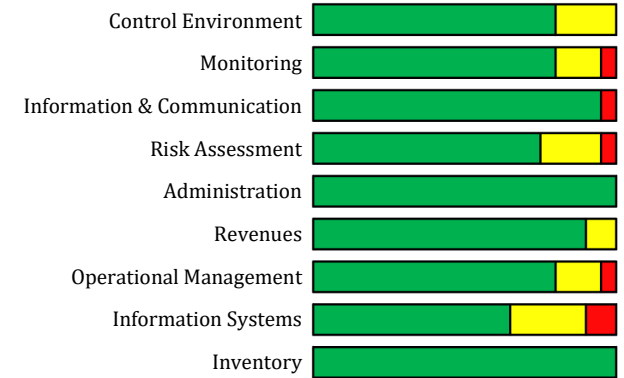 Control Environment
Monitoring
Information & Communication
Risk Assessment
Administration
Revenues
Operational Management
Information Systems
Inventory